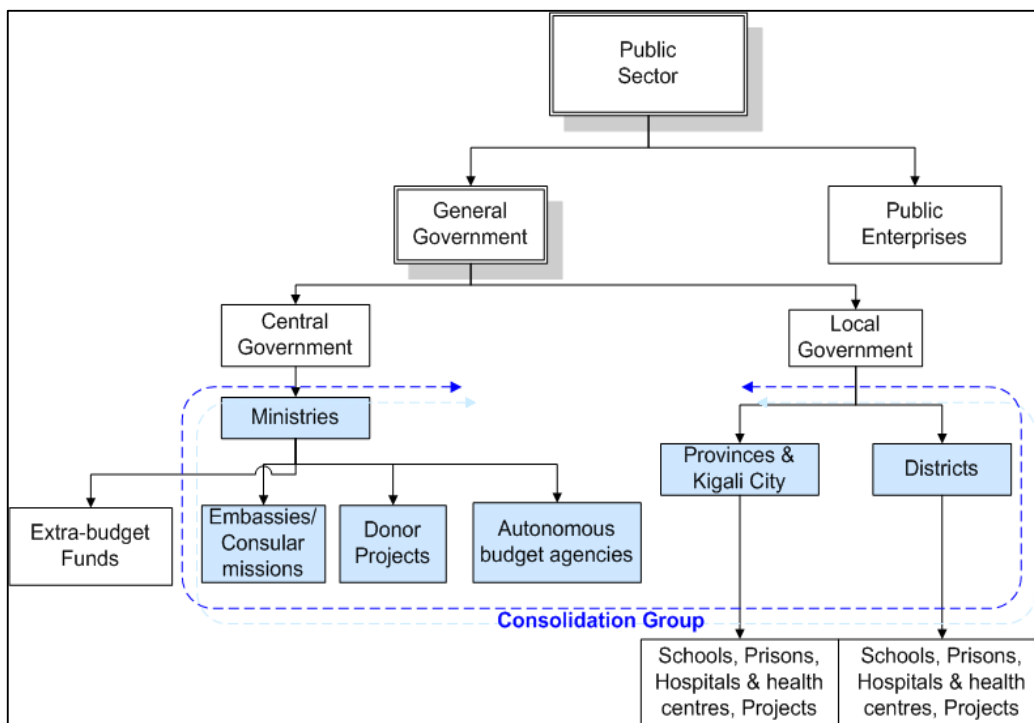 Public
Sector
General
Government
Public
Enterprises
Central
Government
Local
Government
Ministries
Provinces &
Kigali City
Districts
Extra-budget
Funds
Embassies/
Consular
missions
Donor
Projects
Autonomous
budget agencies
Consolidation Group
Schools, Prisons,
Hospitals & health
centres, Projects
Schools, Prisons,
Hospitals & health
centres, Projects